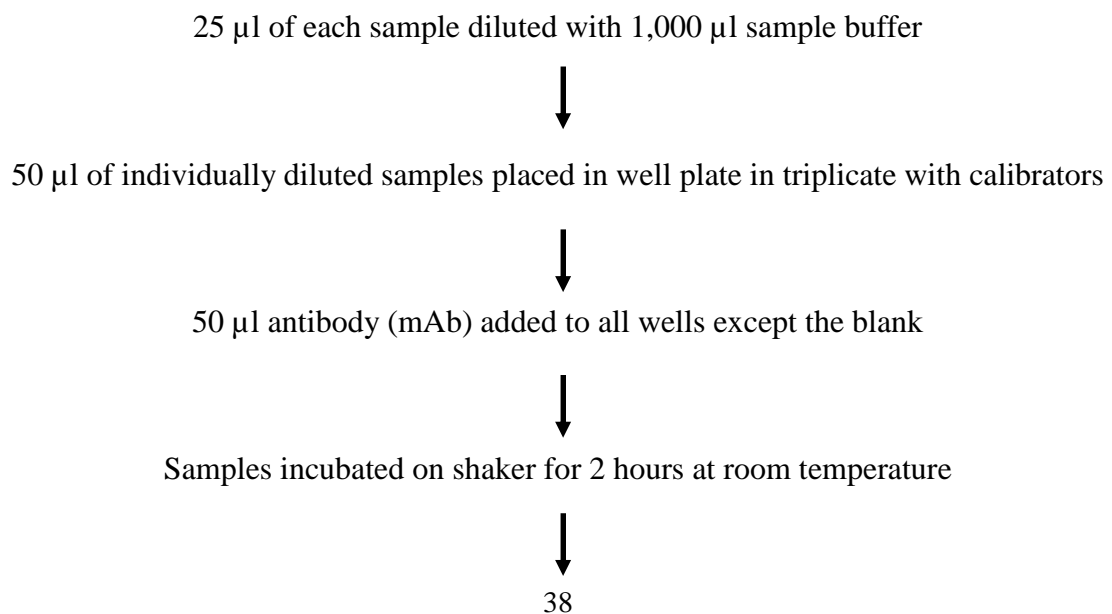 25 µl of each sample diluted with 1,000 µl sample buffer
50 µl of individually diluted samples placed in well plate in triplicate with calibrators
50 µl antibody (mAb) added to all wells except the blank
Samples incubated on shaker for 2 hours at room temperature
38